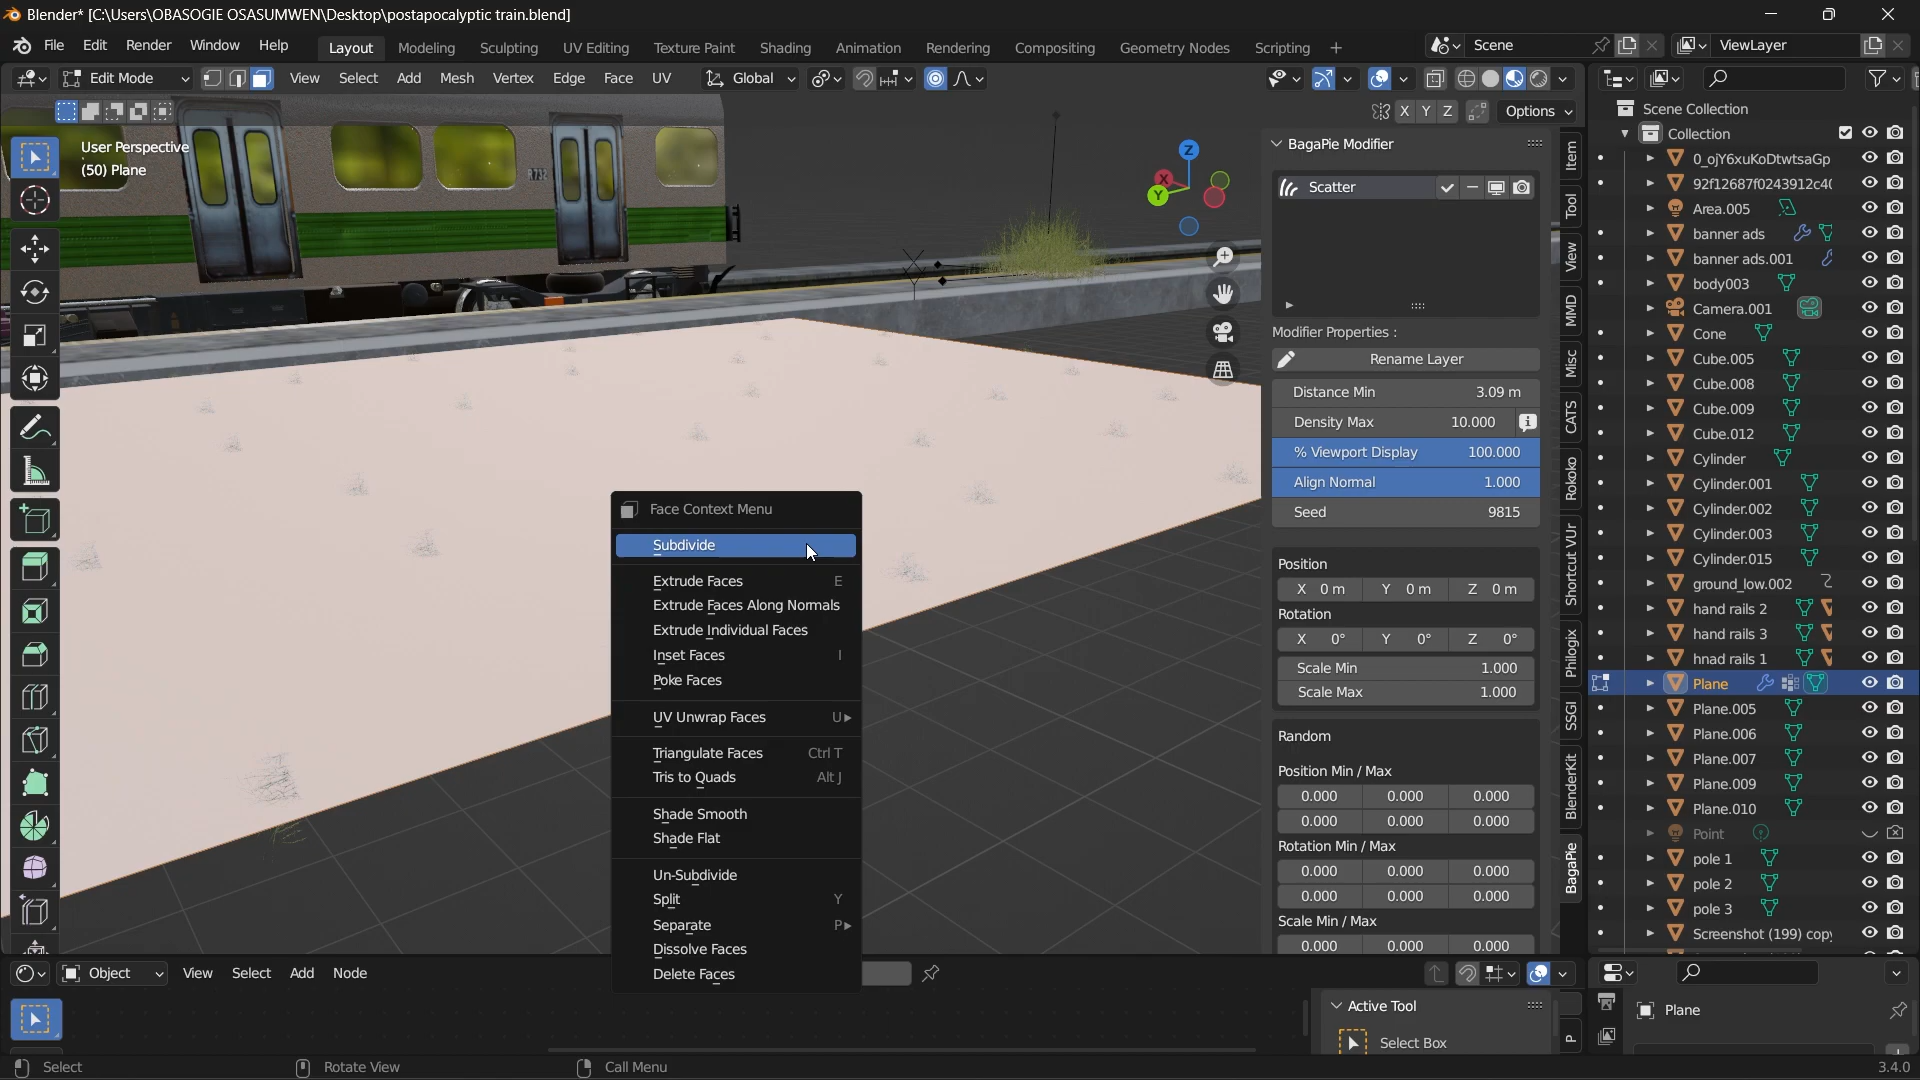 Blender* [C:\Users\OBASOGIE OSASUMWEN\Desktop\postapocalyptic train.blend]
File Edit Render Window Help Layout Modeling Sculpting UV Editing Texture Paint Shading Animation Rendering Compositing Geometry Nodes Scripting + Scene ViewLayer
Edit Mode View Select Add Mesh Vertex Edge Face UV Global
X Y Z Options
User Perspective
(50) Plane
R732
Z
X
Y
BagaPie Modifier
Scatter
Modifier Properties :
Rename Layer
Distance Min 3.09 m
Density Max 10.000
% Viewport Display 100.000
Align Normal 1.000
Seed 9815
Position
X 0 m Y 0 m Z 0 m
Rotation
X 0° Y 0° Z 0°
Scale Min 1.000
Scale Max 1.000
Random
Position Min / Max
0.000 0.000 0.000
0.000 0.000 0.000
Rotation Min / Max
0.000 0.000 0.000
0.000 0.000 0.000
Scale Min / Max
0.000 0.000 0.000
Item
Tool
View
MMD
Misc
CATS
Rokoko
Shortcut VUr
Philogix
SSGI
BlenderKit
BagaPie
Face Context Menu
Subdivide
Extrude Faces E
Extrude Faces Along Normals
Extrude Individual Faces
Inset Faces I
Poke Faces
UV Unwrap Faces U
Triangulate Faces Ctrl T
Tris to Quads Alt J
Shade Smooth
Shade Flat
Un-Subdivide
Split Y
Separate P
Dissolve Faces
Delete Faces
Scene Collection
Collection
0_ojY6xuKoDtwtsaGp
92f12687f0243912c4(
Area.005
banner ads
banner ads.001
body003
Camera.001
Cone
Cube.005
Cube.008
Cube.009
Cube.012
Cylinder
Cylinder.001
Cylinder.002
Cylinder.003
Cylinder.015
ground_low.002
hand rails 2
hand rails 3
hnad rails 1
Plane
Plane.005
Plane.006
Plane.007
Plane.009
Plane.010
Point
pole 1
pole 2
pole 3
Screenshot (199) copy
Object View Select Add Node
Active Tool
Select Box
P
Plane
Select Rotate View Call Menu 3.4.0